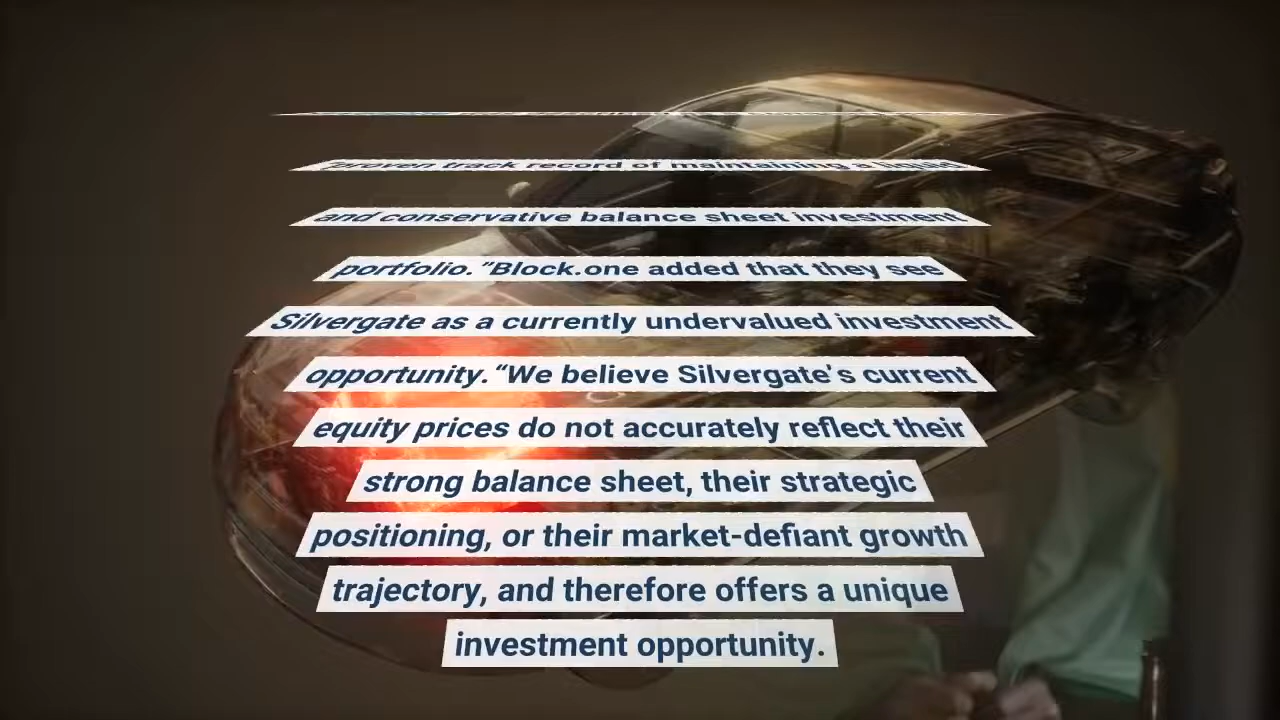 proven track record of maintaining a liquid
and conservative balance sheet investment
portfolio.“Block.one added that they see
Silvergate as a currently undervalued investment
opportunity.“We believe Silvergate’s current
equity prices do not accurately reflect their
strong balance sheet, their strategic
positioning, or their market-defiant growth
trajectory, and therefore offers a unique
investment opportunity.